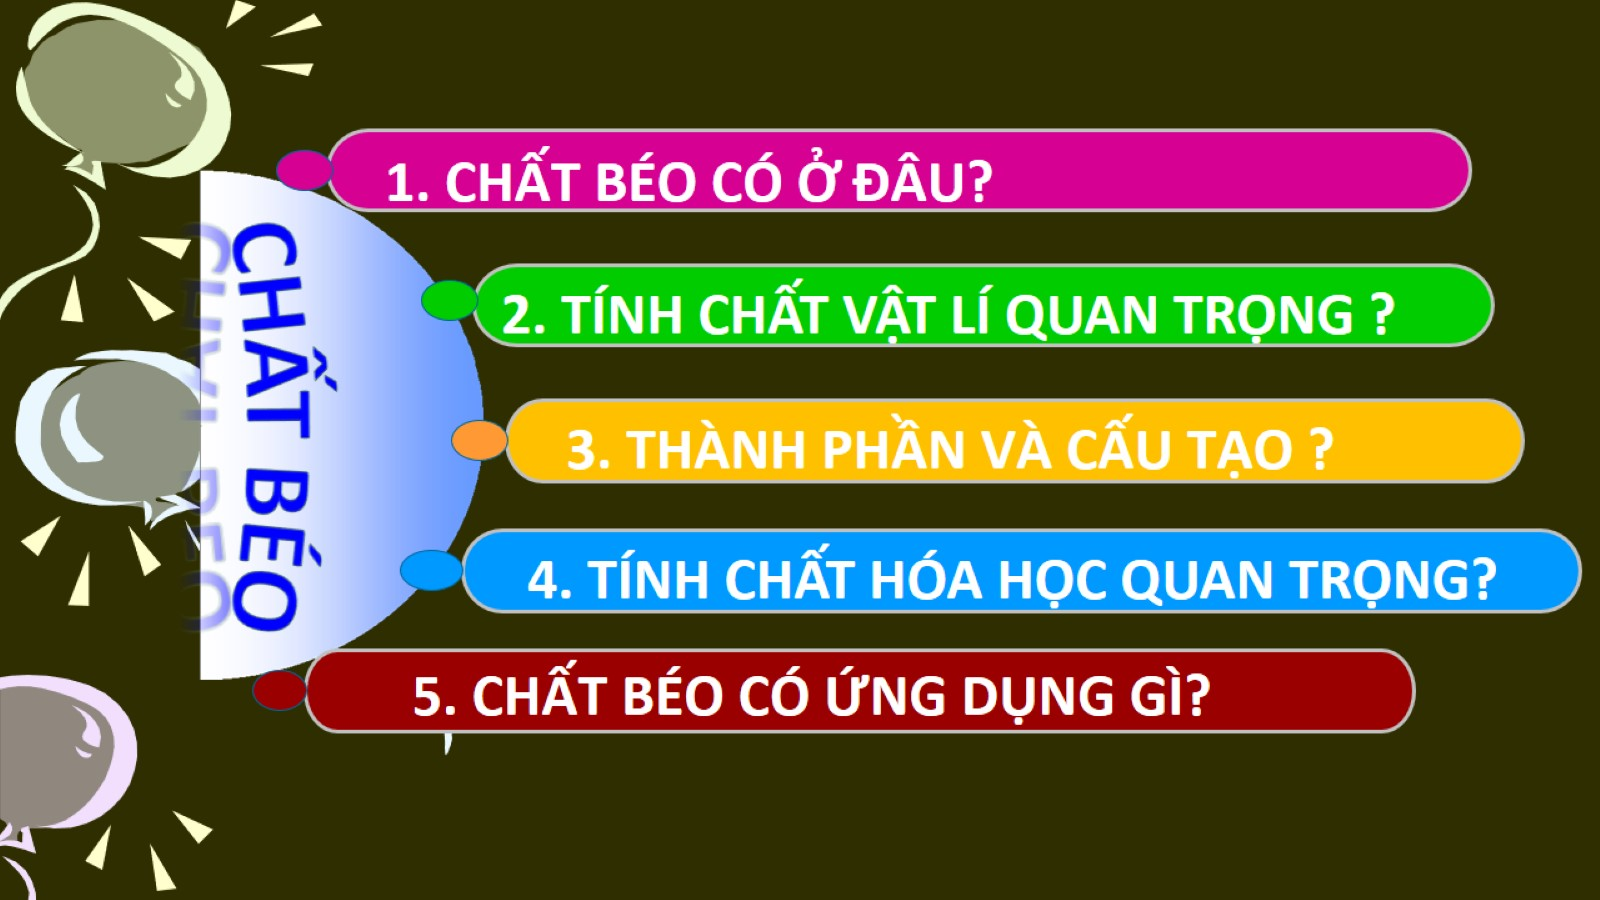 CHẤT BÉO
1. CHẤT BÉO CÓ Ở ĐÂU?
2. TÍNH CHẤT VẬT LÍ QUAN TRỌNG ?
3. THÀNH PHẦN VÀ CẤU TẠO ?
4. TÍNH CHẤT HÓA HỌC QUAN TRỌNG?
5. CHẤT BÉO CÓ ỨNG DỤNG GÌ?